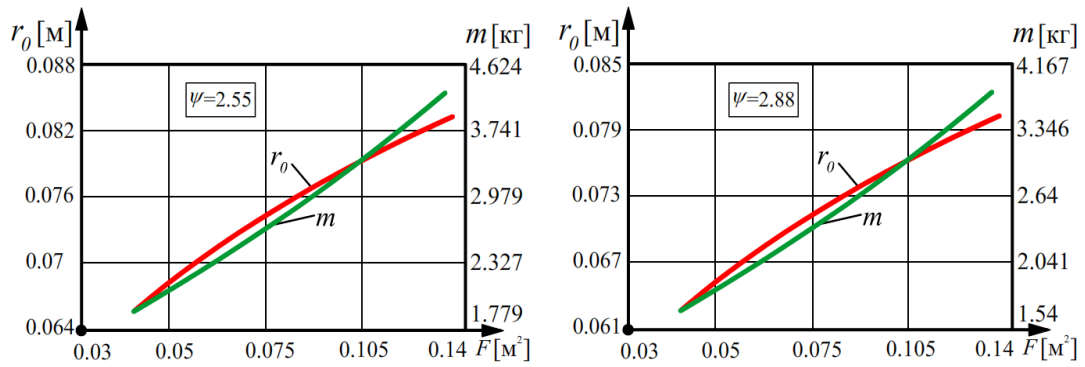 r₀ [м]
m [кг]
0.088
4.624
ψ=2.55
0.082
3.741
r₀
0.076
2.979
m
0.07
2.327
0.064
1.779
0.03
0.05
0.075
0.105
0.14
F [м²]
r₀ [м]
m [кг]
0.085
4.167
ψ=2.88
0.079
3.346
r₀
0.073
2.64
m
0.067
2.041
0.061
1.54
0.03
0.05
0.075
0.105
0.14
F [м²]